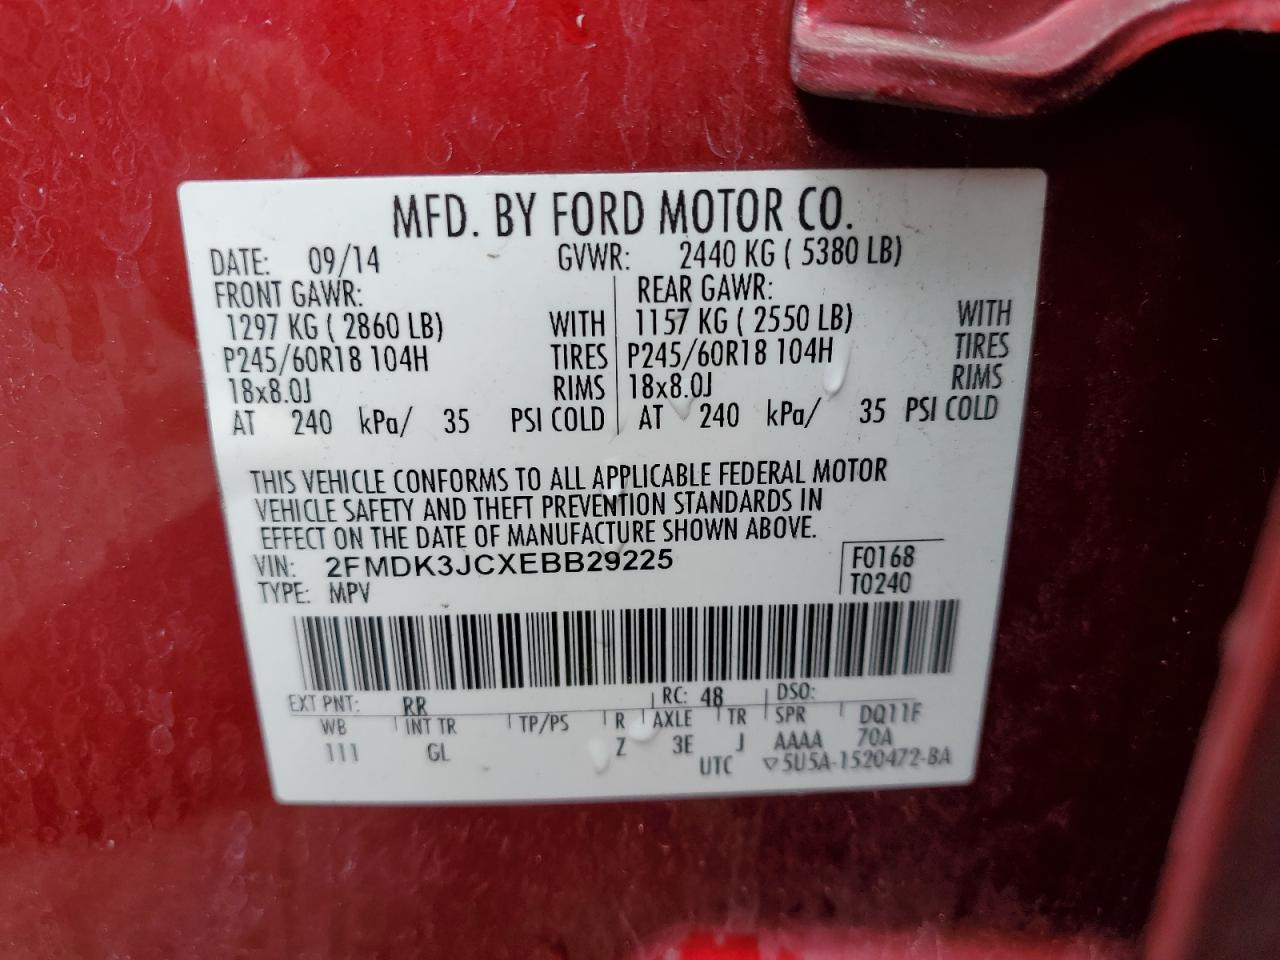 MFD. BY FORD MOTOR CO.
DATE: 09/14 GVWR: 2440 KG ( 5380 LB)
FRONT GAWR: REAR GAWR:
1297 KG ( 2860 LB) WITH 1157 KG ( 2550 LB) WITH
P245/60R18 104H TIRES P245/60R18 104H TIRES
18x8.0J RIMS 18x8.0J RIMS
AT 240 kPa/ 35 PSI COLD AT 240 kPa/ 35 PSI COLD
THIS VEHICLE CONFORMS TO ALL APPLICABLE FEDERAL MOTOR
VEHICLE SAFETY AND THEFT PREVENTION STANDARDS IN
EFFECT ON THE DATE OF MANUFACTURE SHOWN ABOVE.
VIN: 2FMDK3JCXEBB29225 F0168
TYPE: MPV T0240
EXT PNT: RR RC: 48 DSO:
WB INT TR TP/PS R AXLE TR SPR DQ11F
111 GL Z 3E J AAAA 70A
UTC ▽5U5A-1520472-BA